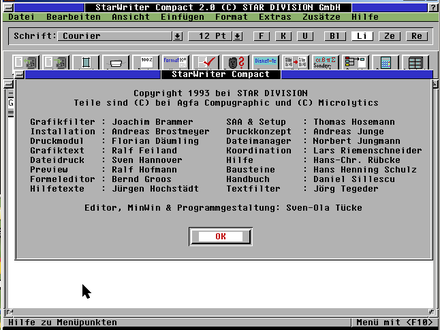 StarWriter Compact 2.0 (C) STAR DIVISION GmbH
Datei Bearbeiten Ansicht Einfügen Format Extras Zusätze Hilfe
Schrift: Courier 12 Pt F K U Bl Li Ze Re
StarWriter Compact
Copyright 1993 bei STAR DIVISION
Teile sind (C) bei Agfa Compugraphic und (C) Microlytics
Grafikfilter : Joachim Brammer SAA & Setup : Thomas Hosemann
Installation : Andreas Brostmeyer Druckkonzept : Andreas Junge
Druckmodul : Florian Däumling Dateimanager : Norbert Jungmann
Grafiktext : Ralf Feiland Koordination : Lars Riemenschneider
Dateidruck : Sven Hannover Hilfe : Hans-Chr. Rübcke
Preview : Ralf Hofmann Bausteine : Hans Henning Schulz
Formeleditor : Bernd Groos Handbuch : Daniel Sillescu
Hilfetexte : Jürgen Hochstädt Textfilter : Jörg Tegeder
Editor, MinWin & Programmgestaltung: Sven-Ola Tücke
OK
Hilfe zu Menüpunkten Menü mit <F10>